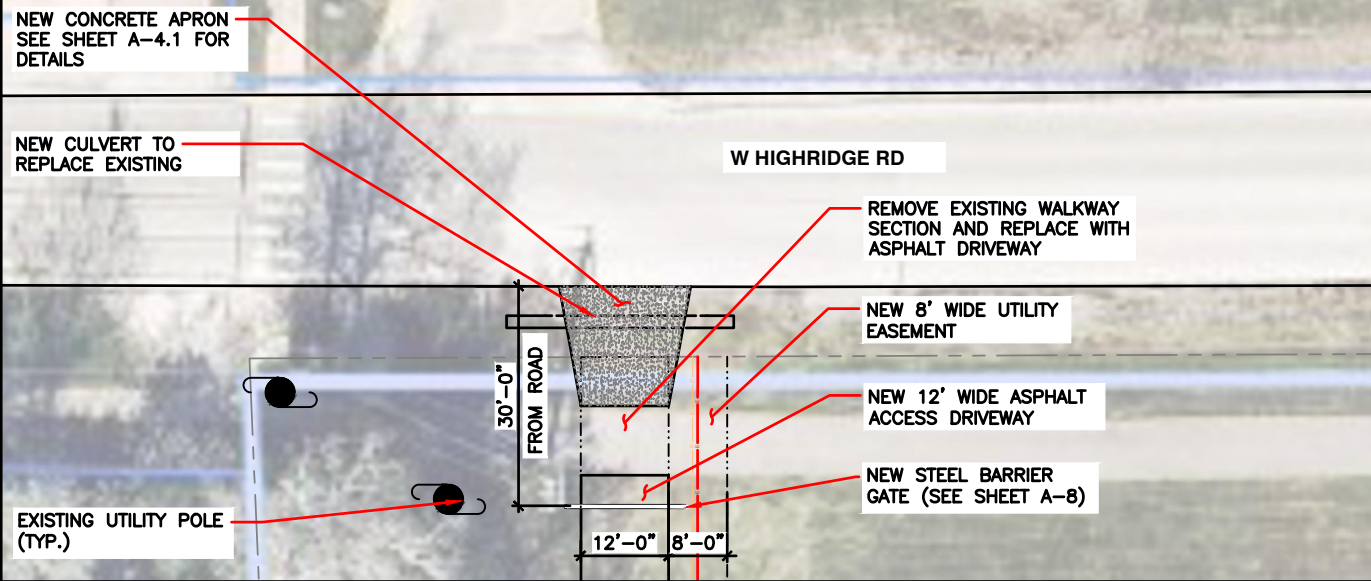 NEW CONCRETE APRON
SEE SHEET A-4.1 FOR
DETAILS
NEW CULVERT TO
REPLACE EXISTING
W HIGHRIDGE RD
REMOVE EXISTING WALKWAY
SECTION AND REPLACE WITH
ASPHALT DRIVEWAY
NEW 8' WIDE UTILITY
EASEMENT
30'-0"
FROM ROAD
NEW 12' WIDE ASPHALT
ACCESS DRIVEWAY
NEW STEEL BARRIER
GATE (SEE SHEET A-8)
EXISTING UTILITY POLE
(TYP.)
12'-0"
8'-0"